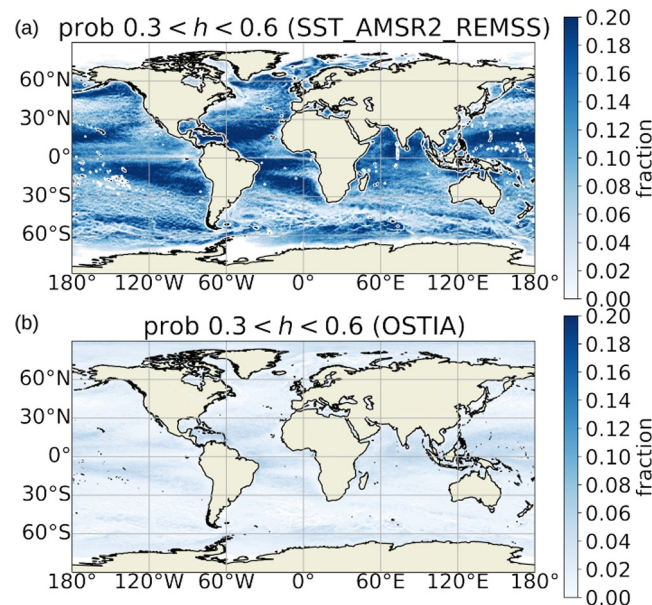 (a) prob 0.3 < h < 0.6 (SST_AMSR2_REMSS)
60°N
30°N
0°
30°S
60°S
180° 120°W 60°W 0° 60°E 120°E 180°
0.20
0.18
0.16
0.14
0.12
0.10
0.08
0.06
0.04
0.02
0.00
fraction
(b) prob 0.3 < h < 0.6 (OSTIA)
60°N
30°N
0°
30°S
60°S
180° 120°W 60°W 0° 60°E 120°E 180°
0.20
0.18
0.16
0.14
0.12
0.10
0.08
0.06
0.04
0.02
0.00
fraction